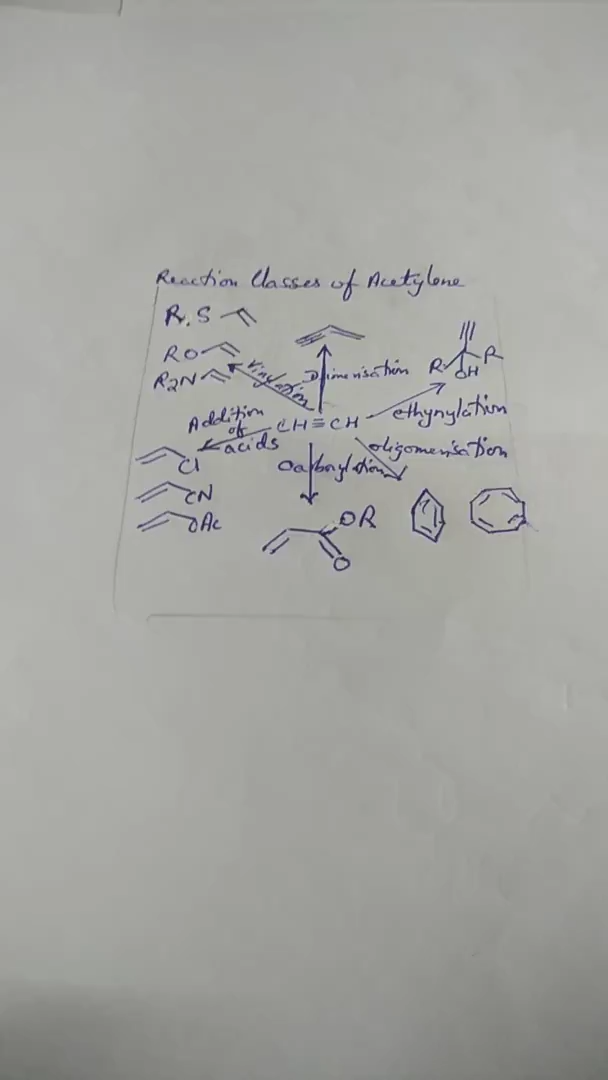 Reaction Classes of Acetylene
R.S
RO
R2N
Vinylation
Dimerisation
R
R
OH
ethynylation
Addition
of
acids
CH≡CH
oligomerisation
Carbonylation
Cl
CN
OAc
OR
O